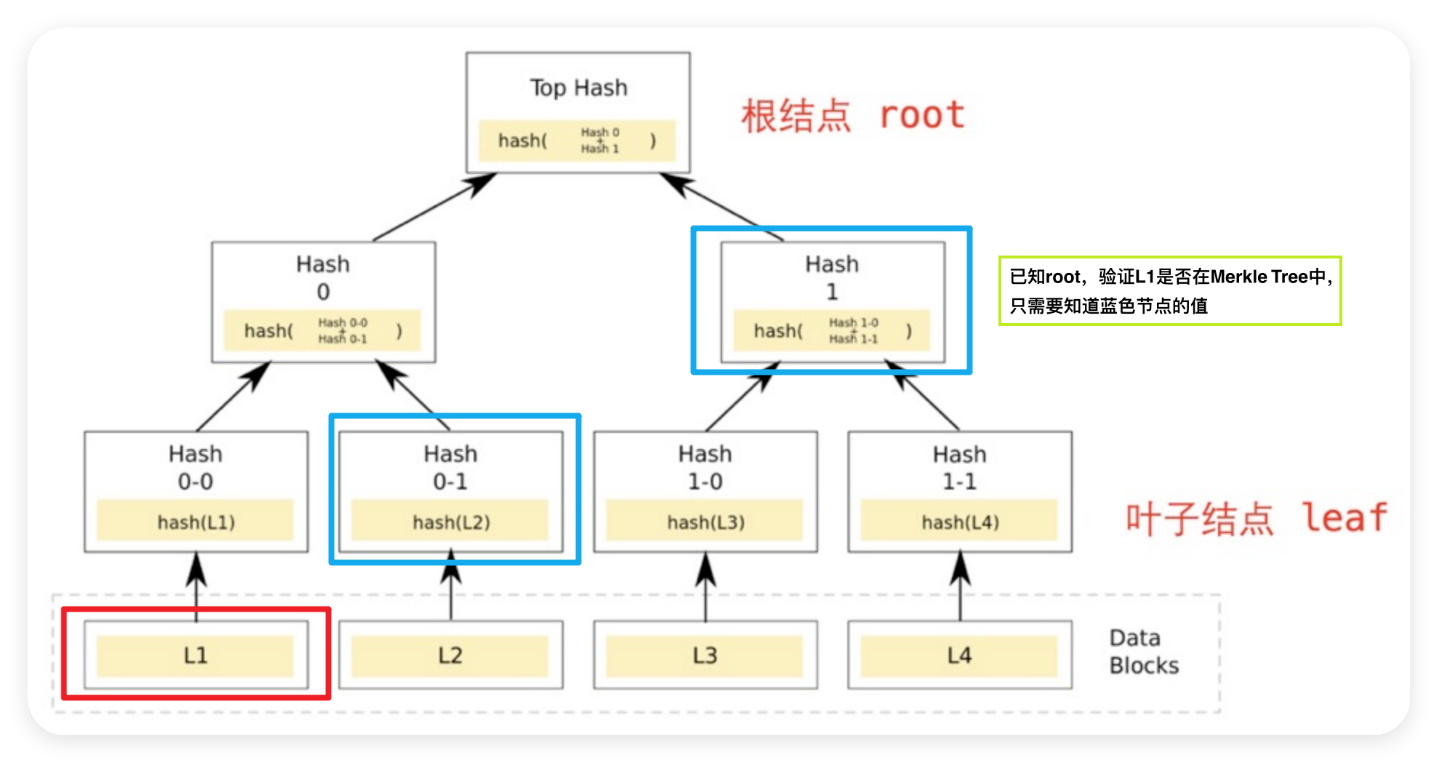 Top Hash
hash( Hash 0 + Hash 1 )
根结点 root
Hash
0
hash( Hash 0-0 + Hash 0-1 )
Hash
1
hash( Hash 1-0 + Hash 1-1 )
已知root，验证L1是否在Merkle Tree中，
只需要知道蓝色节点的值
Hash
0-0
hash(L1)
Hash
0-1
hash(L2)
Hash
1-0
hash(L3)
Hash
1-1
hash(L4)
叶子结点 leaf
L1
L2
L3
L4
Data
Blocks